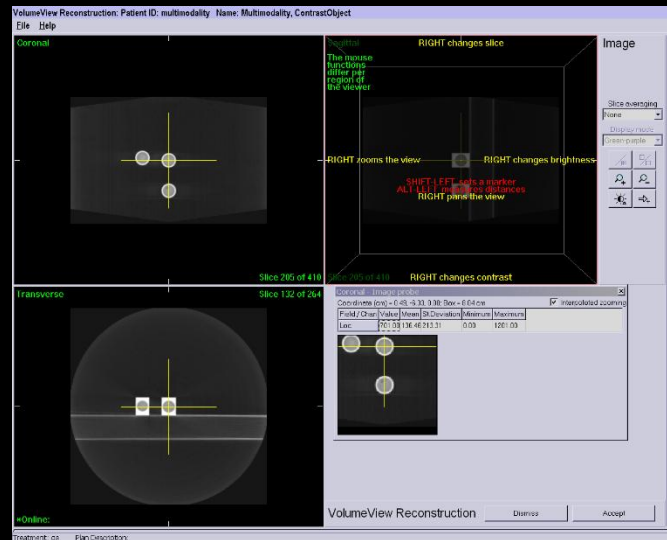 VolumeView Reconstruction: Patient ID: multimodality Name: Multimodality, ContrastObject
File Help
Coronal
Slice 205 of 410
Sagittal
RIGHT changes slice
The mouse
functions
differ per
region of
the viewer
RIGHT zooms the view
RIGHT changes brightness
SHIFT-LEFT sets a marker
ALT-LEFT measures distances
RIGHT pans the view
Slice 205 of 410
RIGHT changes contrast
Image
Slice averaging
None
Display mode
Green-purple
Transverse
Slice 132 of 264
*Online:
Coronal - Image probe
Interpolated zooming
Field / Chan Value Mean St.Deviation Minimum Maximum
Loc 701.00 136.46 213.31 0.00 1201.00
VolumeView Reconstruction
Dismiss
Accept
Treatment: qa Plan Description: